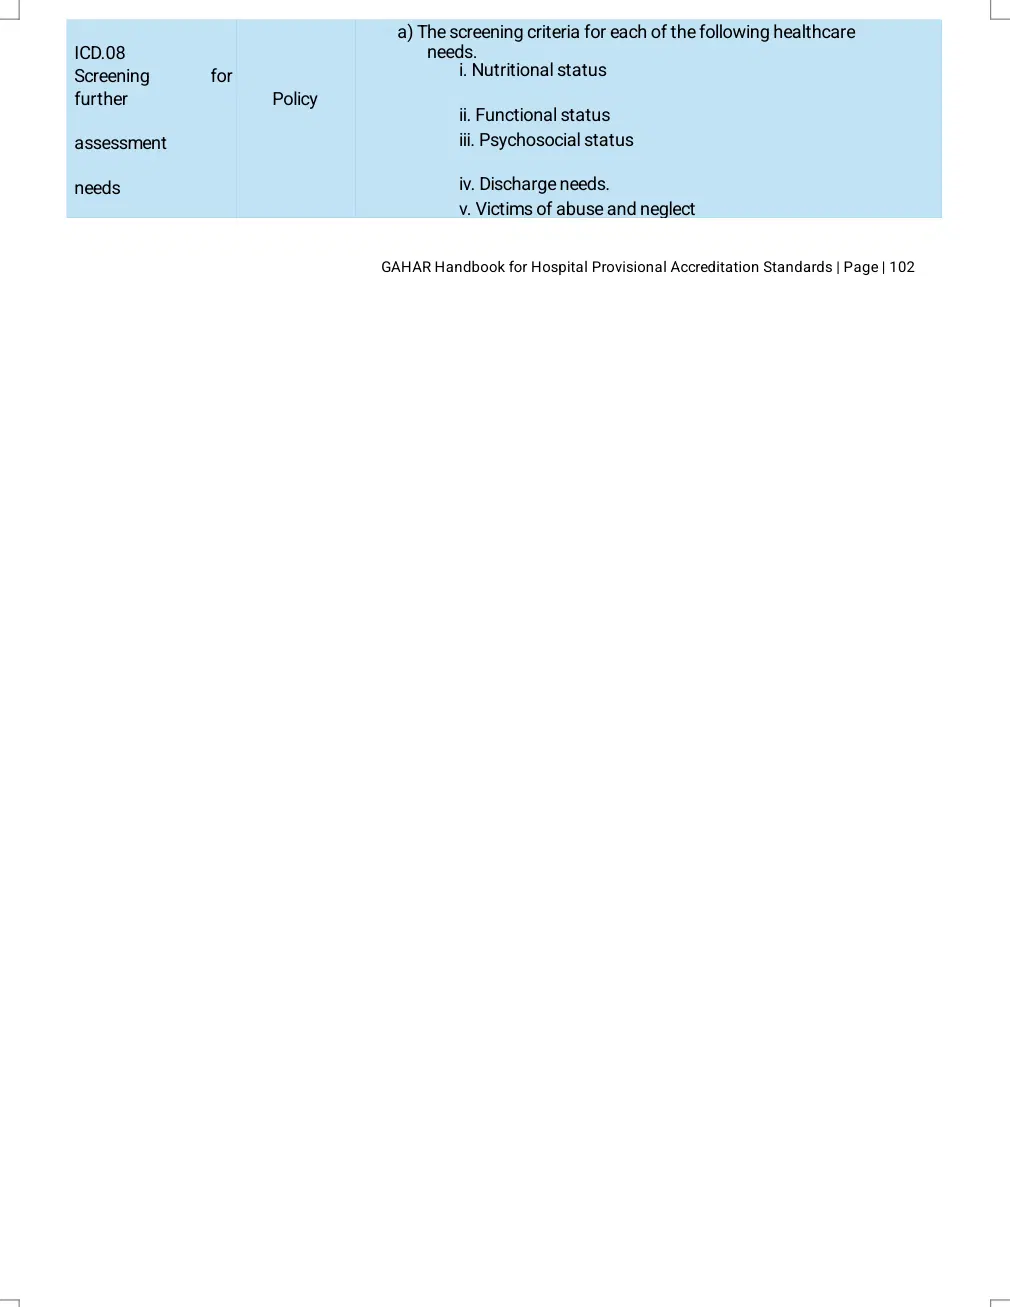 ICD.08
Screening for
further
assessment
needs
Policy
a) The screening criteria for each of the following healthcare
needs.
i. Nutritional status
ii. Functional status
iii. Psychosocial status
iv. Discharge needs.
v. Victims of abuse and neglect
GAHAR Handbook for Hospital Provisional Accreditation Standards | Page | 102